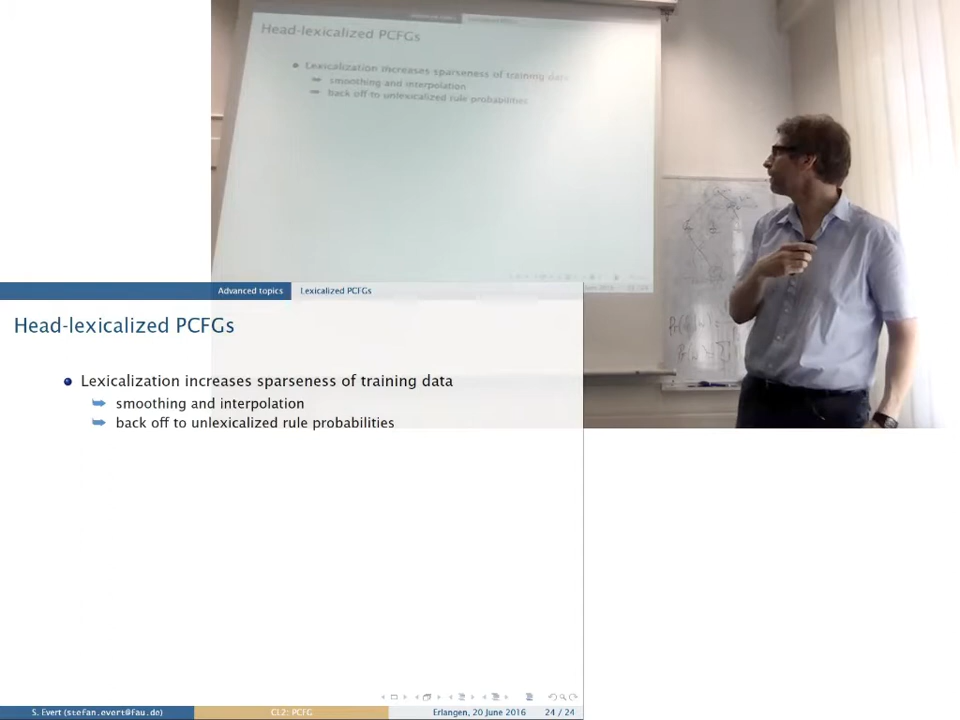 Head-lexicalized PCFGs
Lexicalization increases sparseness of training data
smoothing and interpolation
back off to unlexicalized rule probabilities
Advanced topics Lexicalized PCFGs
Head-lexicalized PCFGs
Lexicalization increases sparseness of training data
smoothing and interpolation
back off to unlexicalized rule probabilities
S. Evert (stefan.evert@fau.de) CL2: PCFG Erlangen, 20 June 2016 24 / 24